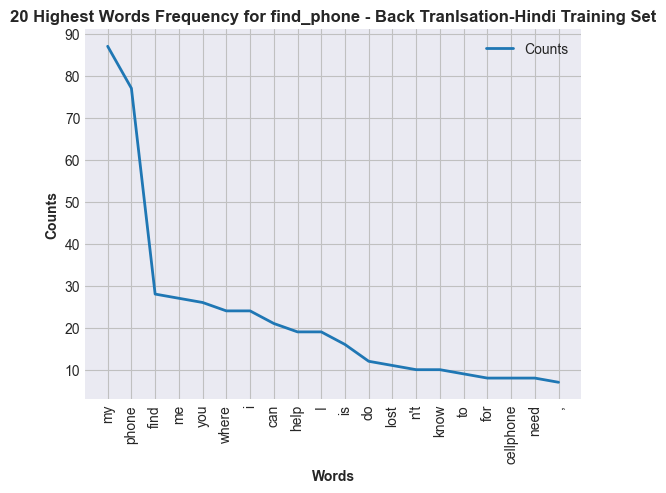 20 Highest Words Frequency for find_phone - Back Tranlsation-Hindi Training Set
Counts
90
80
70
60
50
40
30
20
10
Counts
my
phone
find
me
you
where
i
can
help
I
is
do
lost
n't
know
to
for
cellphone
need
,
Words